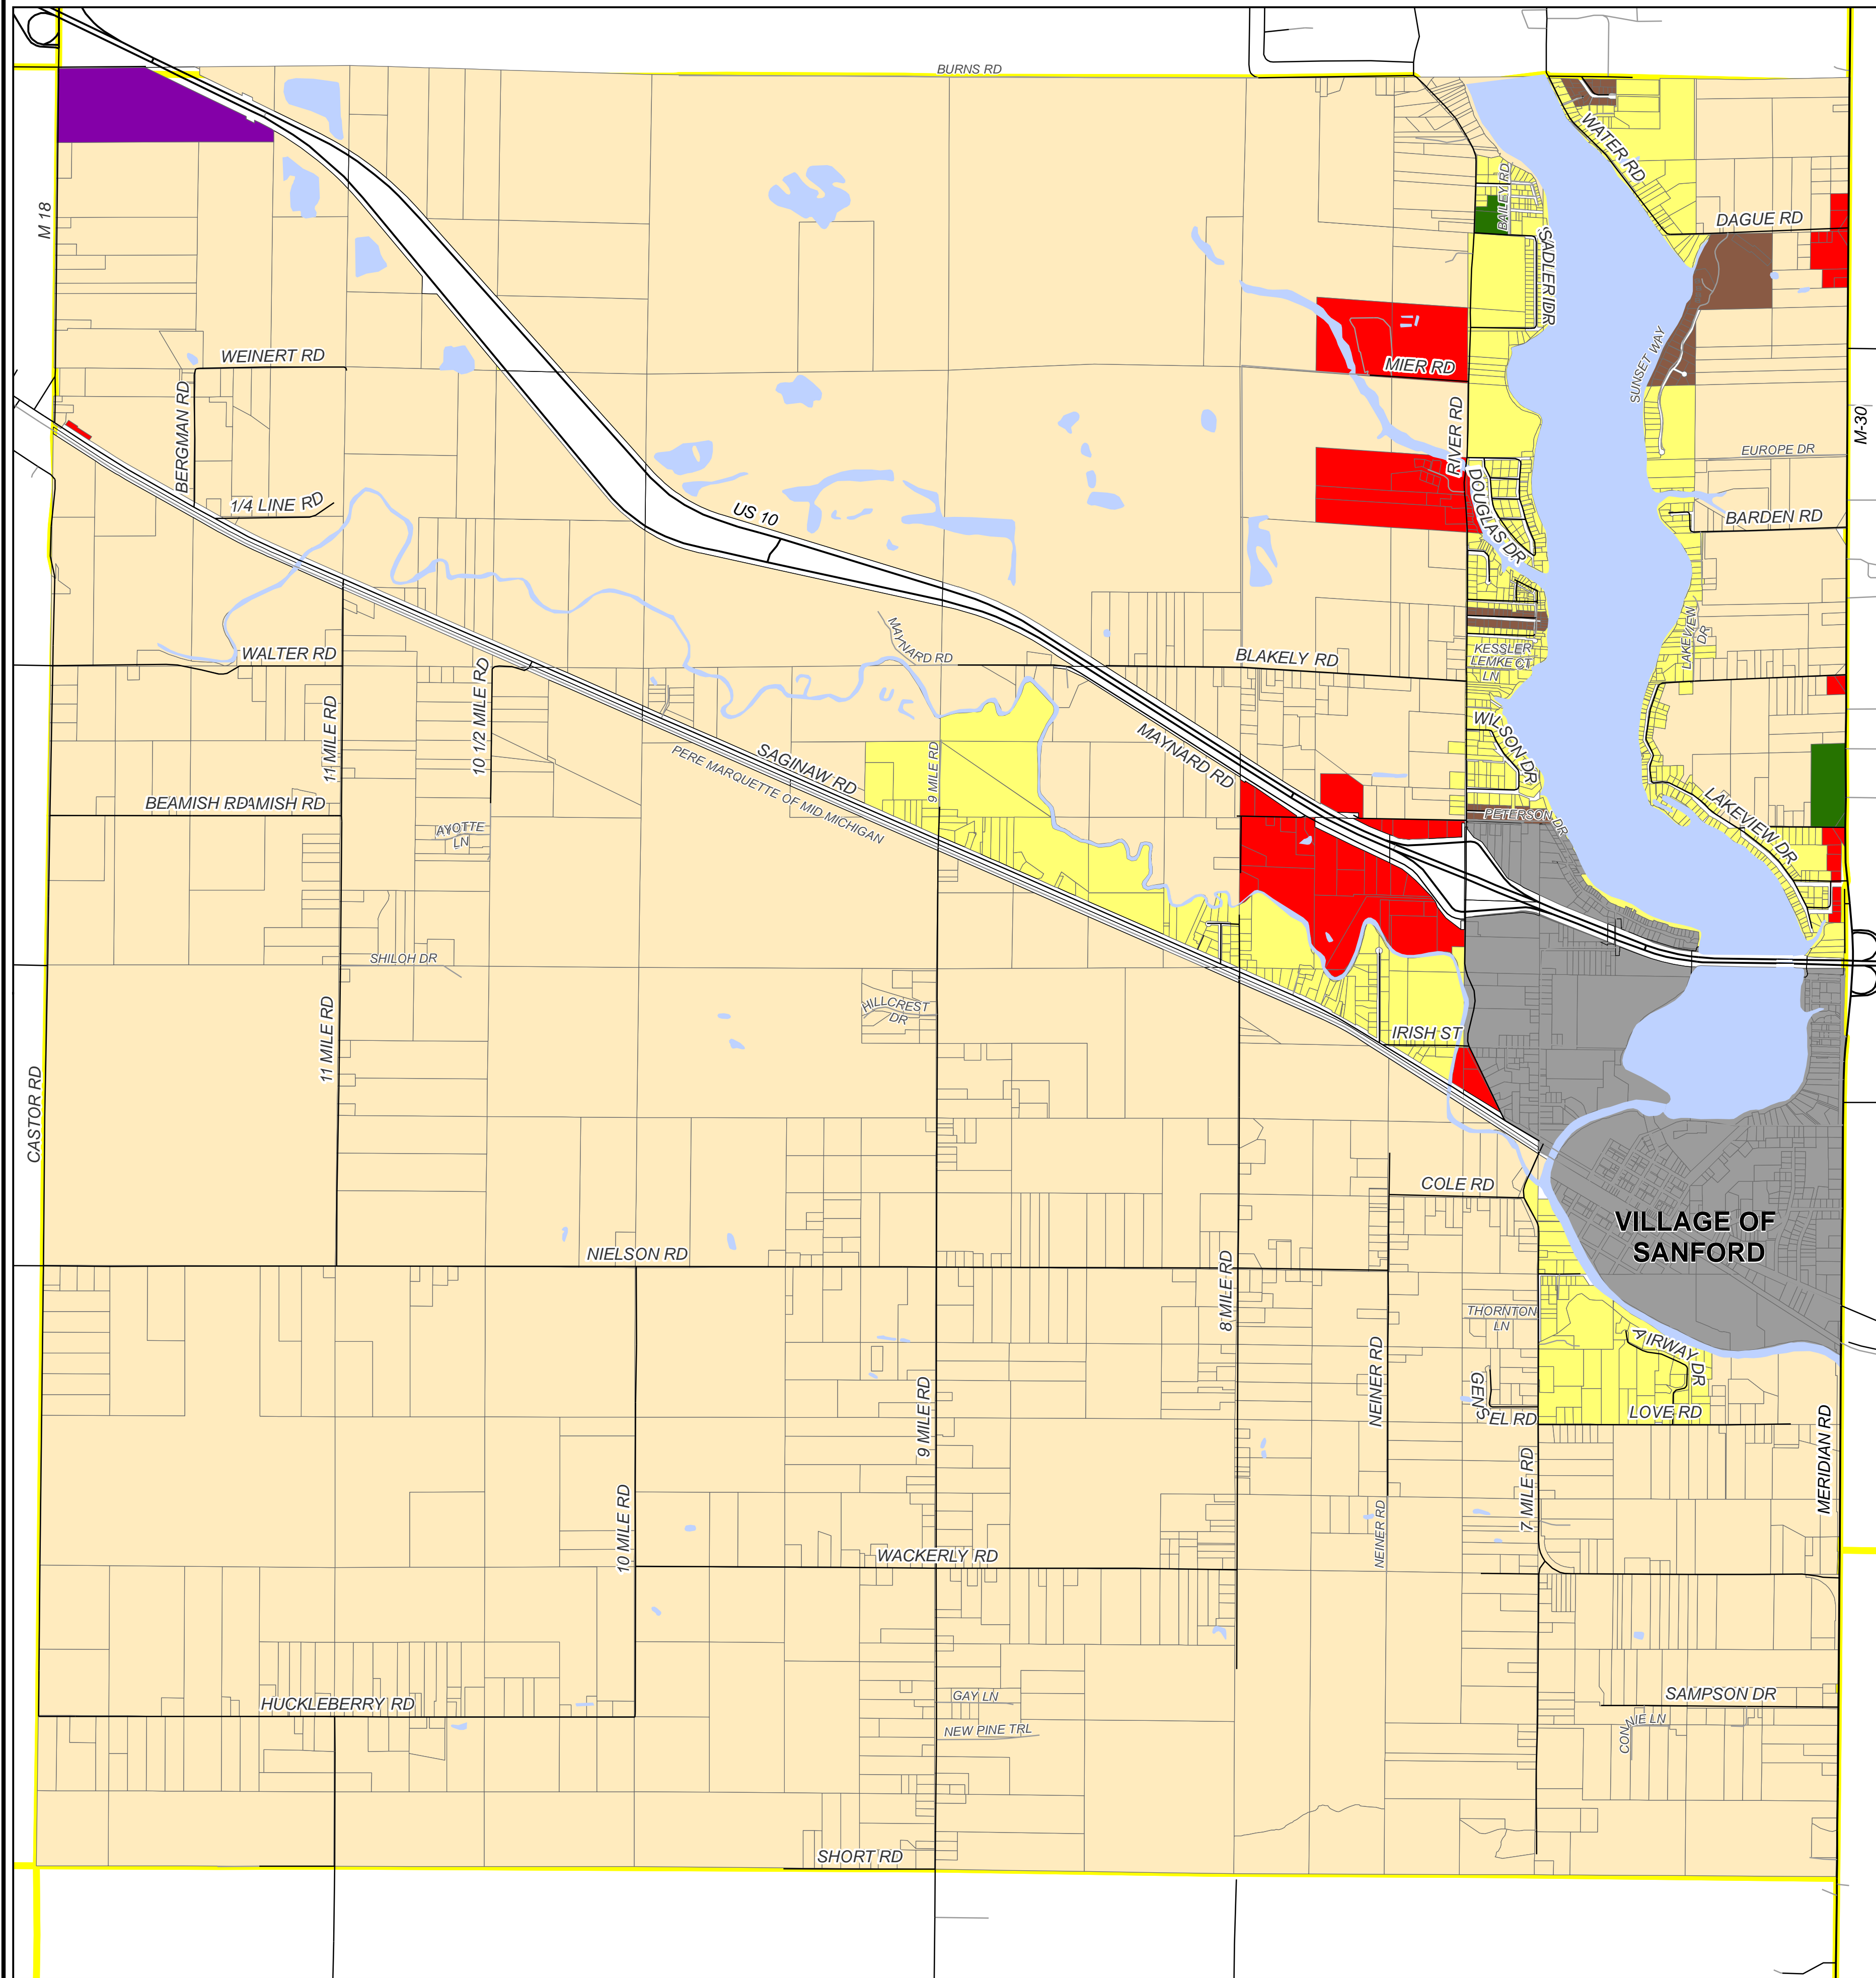 BURNS RD
WATER RD
BAILEY RD
M 18
DAGUE RD
SADLER DR
WEINERT RD
MIER RD
SUNSET WAY
BERGMAN RD
RIVER RD
M-30
EUROPE DR
1/4 LINE RD
US 10
DOUGLAS DR
BARDEN RD
MAYNARD RD
LAKEVIEW
DR
WALTER RD
BLAKELY RD
KESSLER
LEMKE CT
LN
11 MILE RD
10 1/2 MILE RD
WILSON DR
SAGINAW RD
PERE MARQUETTE OF MID MICHIGAN
9 MILE RD
MAYNARD RD
BEAMISH RD
AMISH RD
AYOTTE
LN
PETERSON DR
LAKEVIEW DR
SHILOH DR
HILLCREST
DR
11 MILE RD
IRISH ST
CASTOR RD
COLE RD
VILLAGE OF
SANFORD
NIELSON RD
8 MILE RD
THORNTON
LN
AIRWAY DR
NEINER RD
GENSEL RD
LOVE RD
9 MILE RD
MERIDIAN RD
10 MILE RD
7 MILE RD
NEINER RD
WACKERLY RD
HUCKLEBERRY RD
GAY LN
SAMPSON DR
NEW PINE TRL
CONNIE LN
SHORT RD